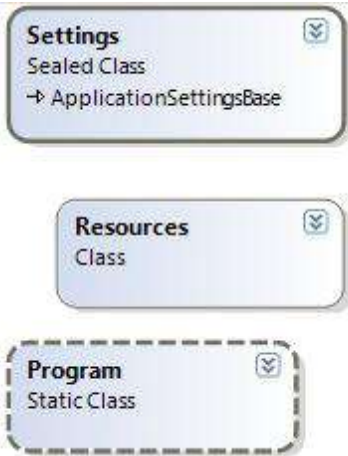 Settings
Sealed Class
→ ApplicationSettingsBase
Resources
Class
Program
Static Class